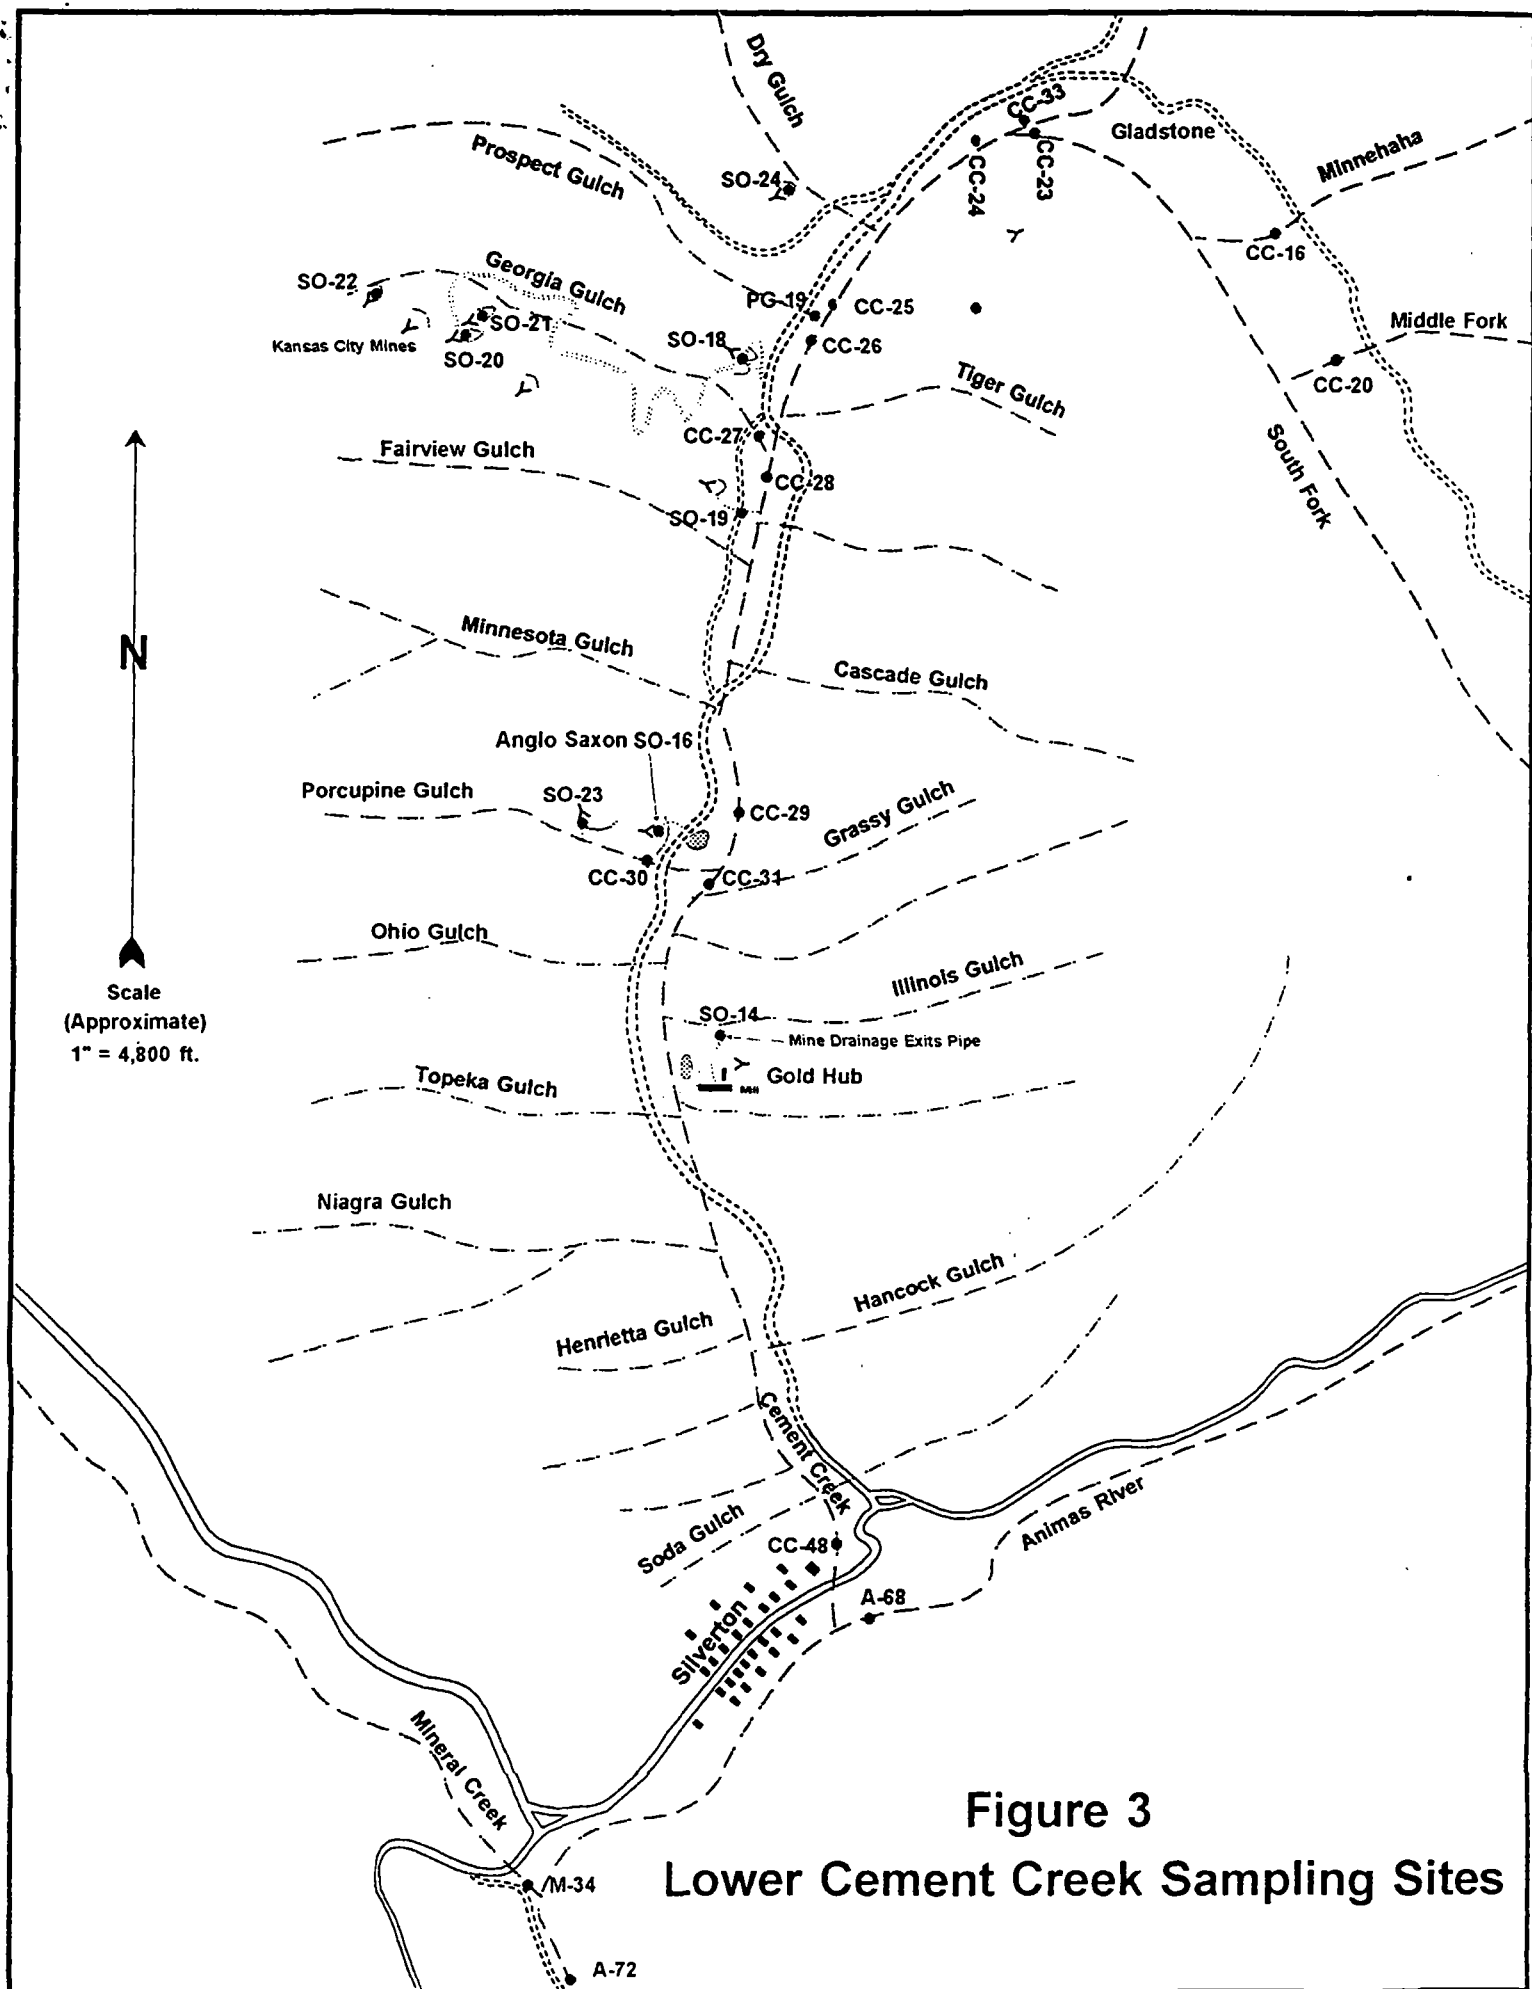 Dry Gulch
CC-33
Gladstone
Minnehaha
Prospect Gulch
SO-24
CC-24
CC-23
CC-16
SO-22
Georgia Gulch
PG-19
CC-25
SO-21
Kansas City Mines
SO-20
SO-18
CC-26
Middle Fork
CC-20
Tiger Gulch
CC-27
Fairview Gulch
CC-28
South Fork
SO-19
N
Minnesota Gulch
Cascade Gulch
Anglo Saxon SO-16
Porcupine Gulch
SO-23
CC-29
Grassy Gulch
CC-30
CC-31
Ohio Gulch
Illinois Gulch
Scale
(Approximate)
1" = 4,800 ft.
SO-14
Mine Drainage Exits Pipe
Gold Hub
Mill
Topeka Gulch
Niagra Gulch
Hancock Gulch
Henrietta Gulch
Cement Creek
Soda Gulch
Animas River
CC-48
A-68
Silverton
Mineral Creek
M-34
A-72
Figure 3
Lower Cement Creek Sampling Sites